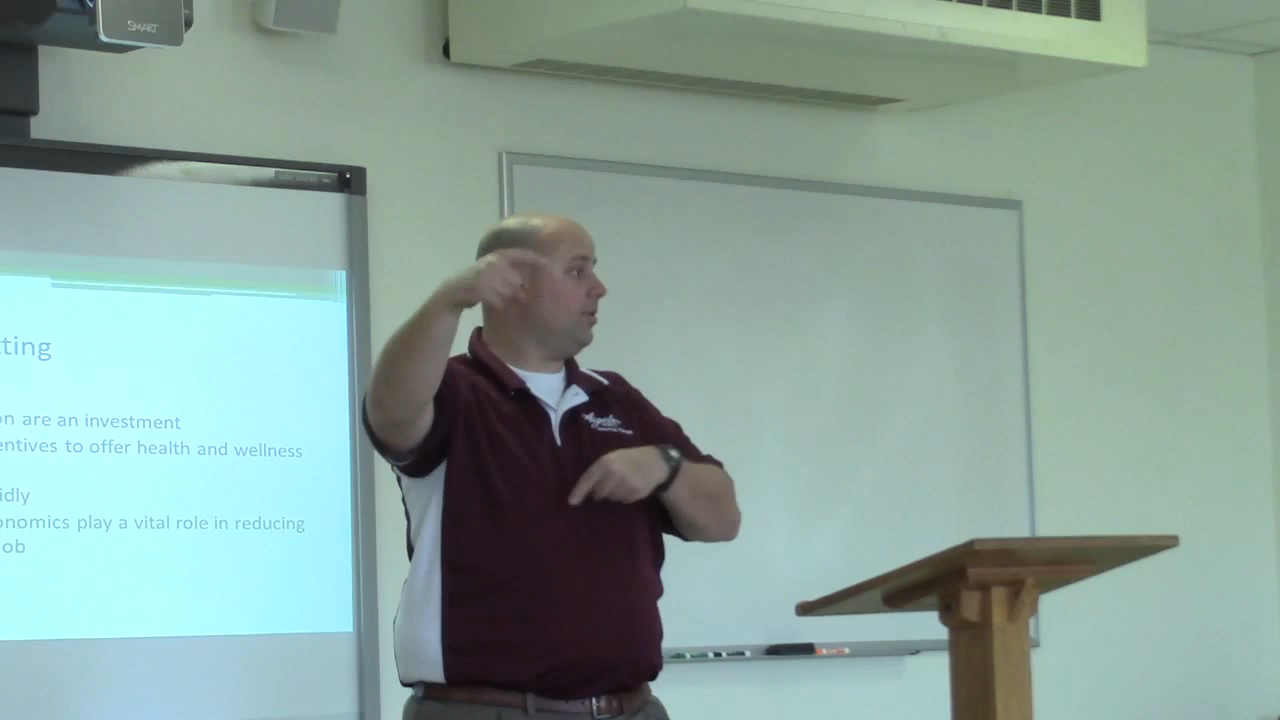 SMART
tting
on are an investment
entives to offer health and wellness
idly
onomics play a vital role in reducing
ob